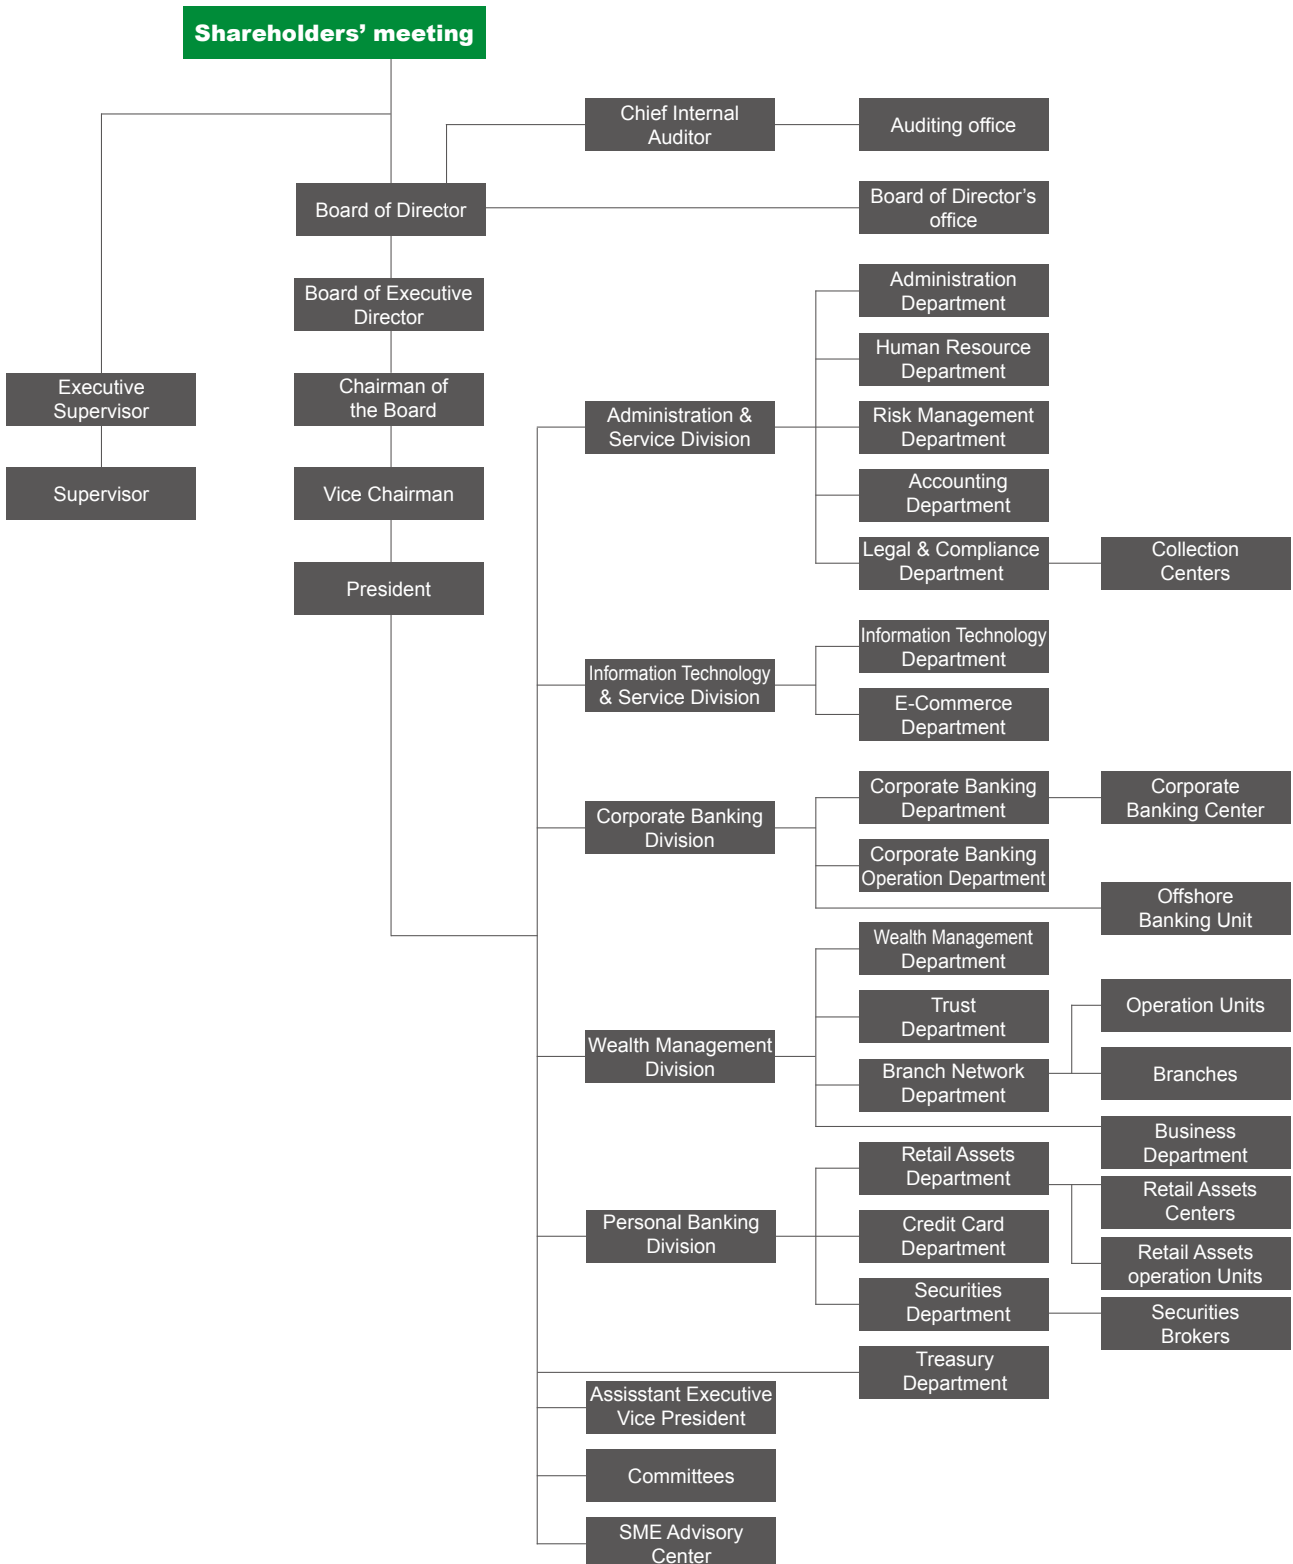 Shareholders' meeting
Chief Internal
Auditor
Auditing office
Board of Director
Board of Director's
office
Board of Executive
Director
Administration
Department
Human Resource
Department
Executive
Supervisor
Chairman of
the Board
Administration &
Service Division
Risk Management
Department
Supervisor
Vice Chairman
Accounting
Department
President
Legal & Compliance
Department
Collection
Centers
Information Technology
& Service Division
Information Technology
Department
E-Commerce
Department
Corporate Banking
Division
Corporate Banking
Department
Corporate
Banking Center
Corporate Banking
Operation Department
Offshore
Banking Unit
Wealth Management
Division
Wealth Management
Department
Trust
Department
Branch Network
Department
Operation Units
Branches
Business
Department
Personal Banking
Division
Retail Assets
Department
Retail Assets
Centers
Credit Card
Department
Retail Assets
operation Units
Securities
Department
Securities
Brokers
Treasury
Department
Assisstant Executive
Vice President
Committees
SME Advisory
Center